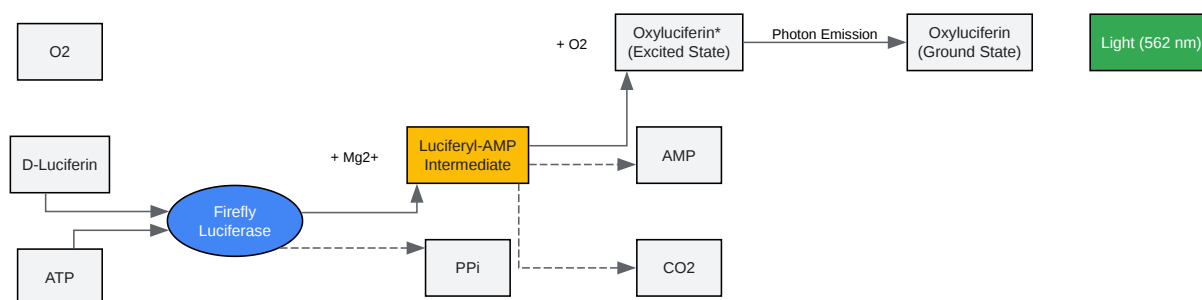 O2
+ O2
Oxyluciferin*
(Excited State)
Photon Emission
Oxyluciferin
(Ground State)
Light (562 nm)
D-Luciferin
+ Mg2+
Luciferyl-AMP
Intermediate
AMP
Firefly
Luciferase
ATP
PPi
CO2